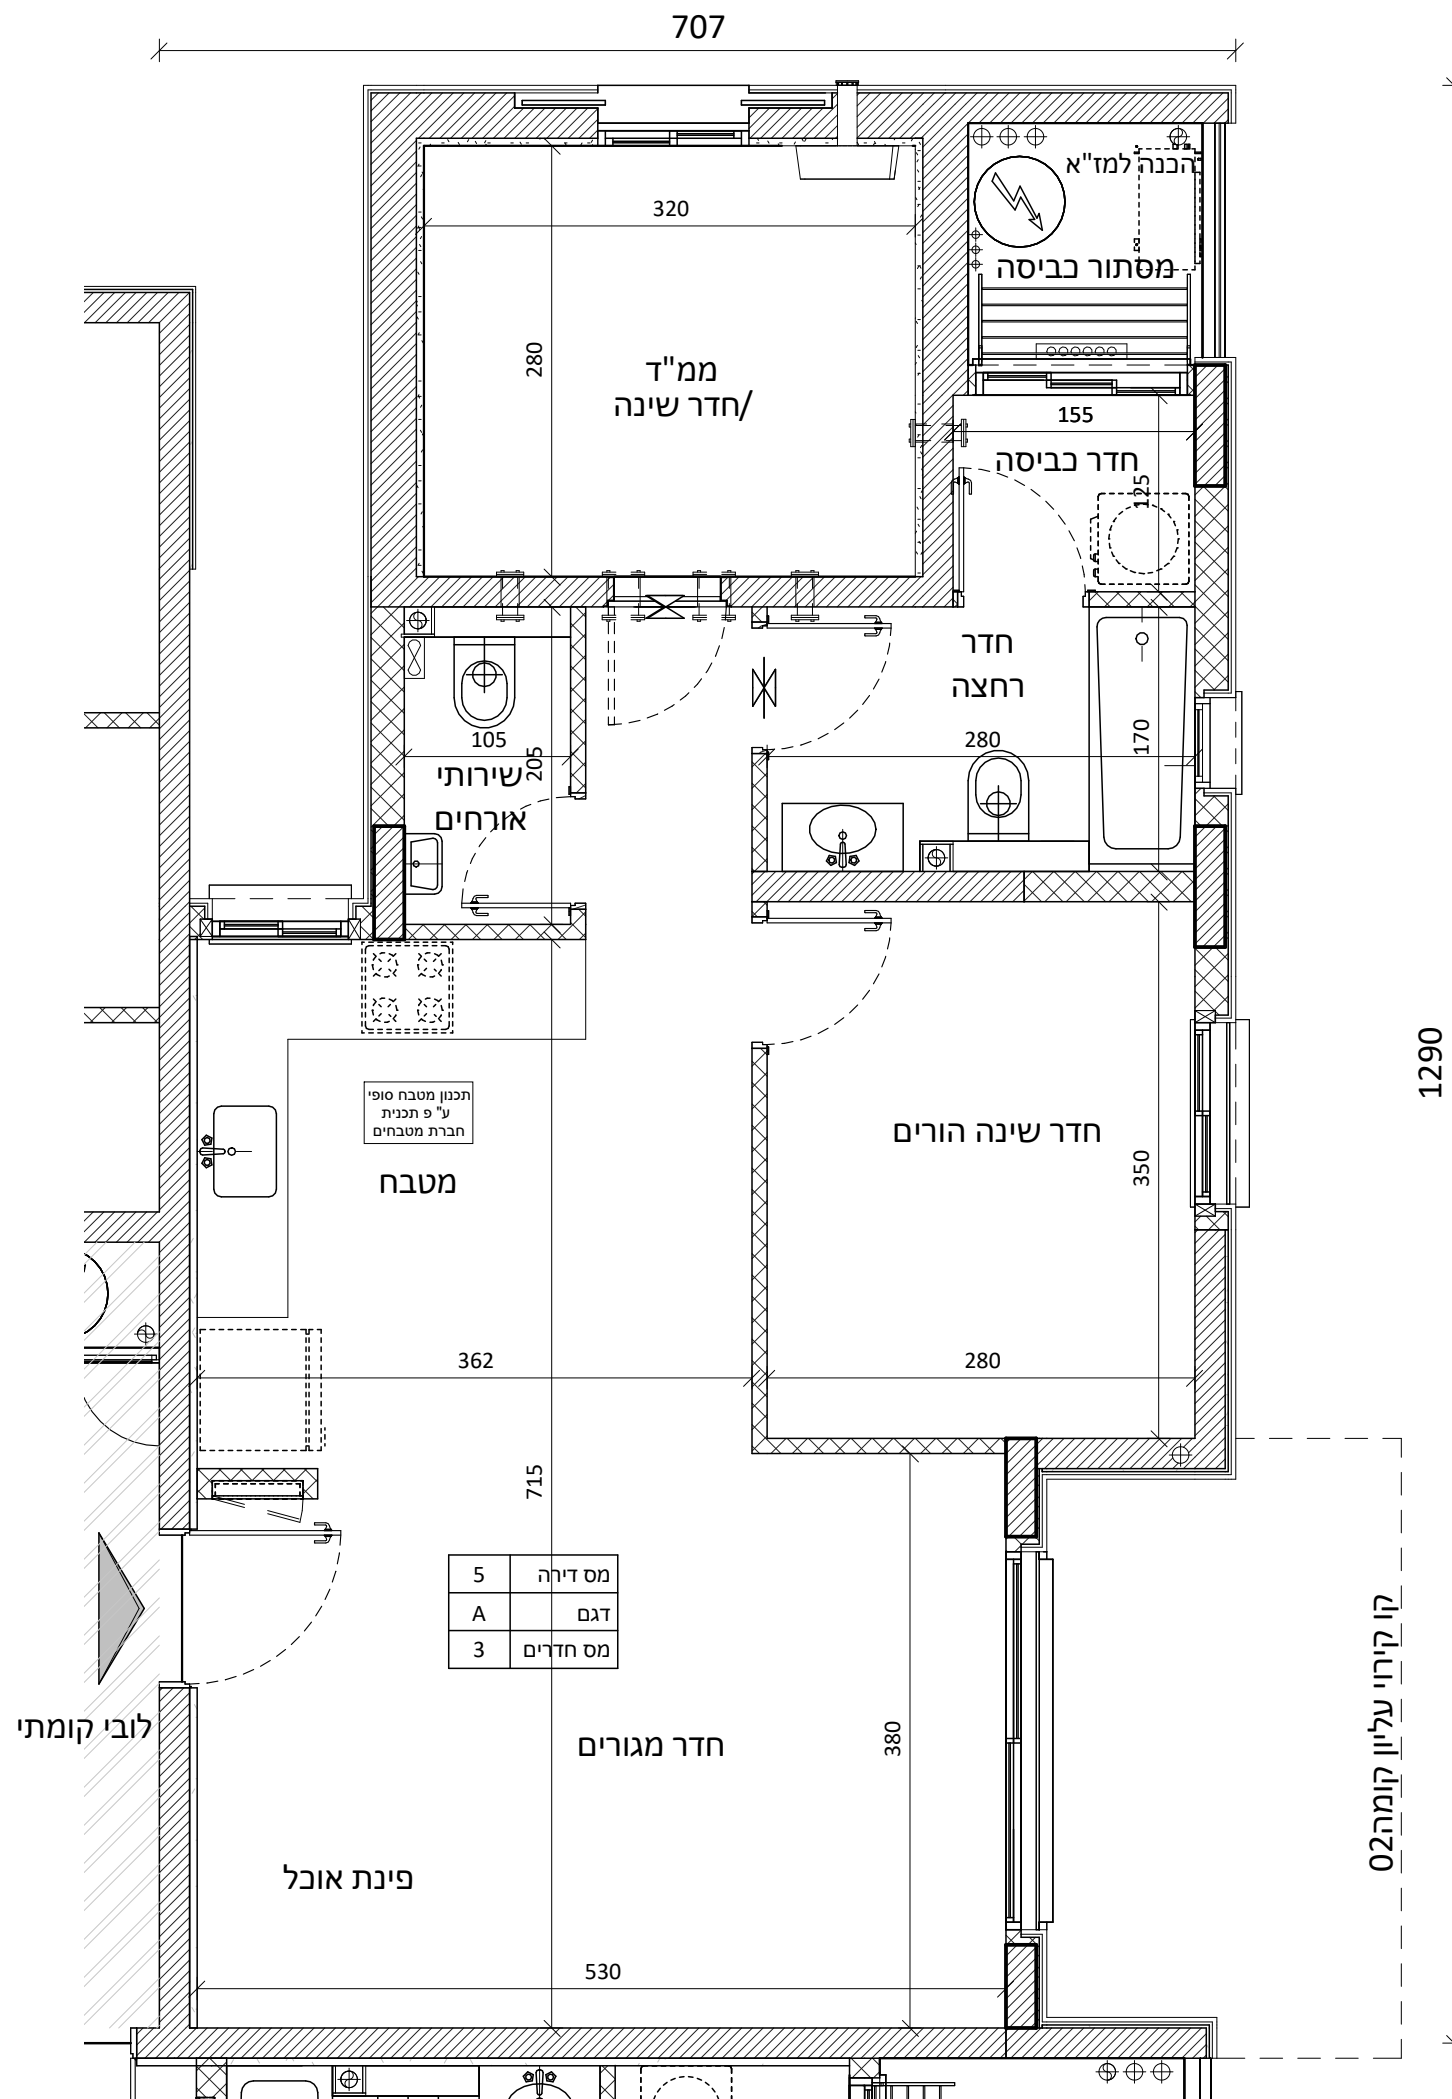 707
הכנה למז"א
320
מסתור כביסה
280
ממ"ד
/חדר שינה
155
חדר כביסה
125
חדר
רחצה
105
205
שירותי
אורחים
280
170
1290
תכנון מטבח סופי
ע" פ תכנית
חברת מטבחים
מטבח
חדר שינה הורים
350
362
280
715
מס דירה 5
דגם A
מס חדרים 3
לובי קומתי
חדר מגורים
380
קו קירוי עליון קומה02
פינת אוכל
530